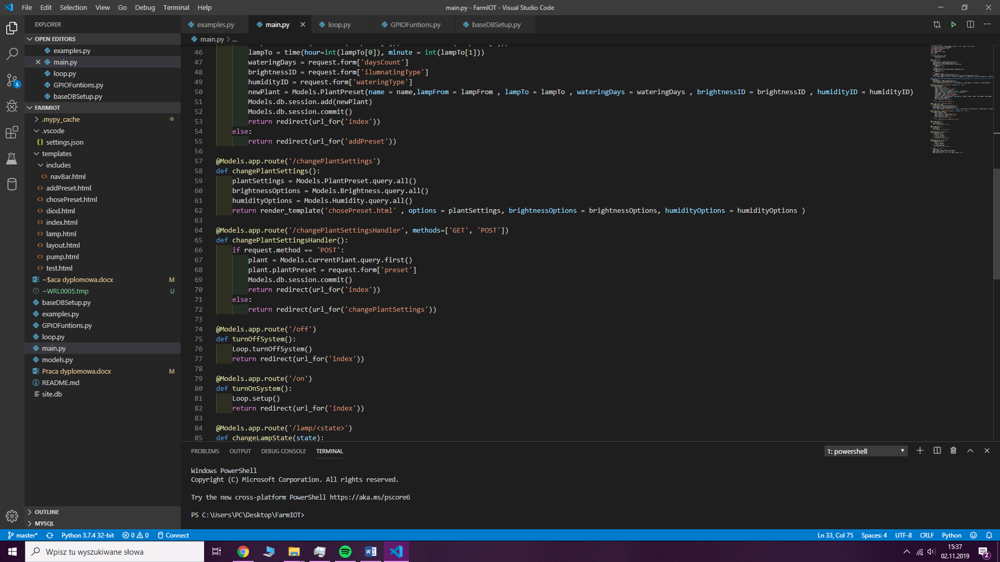 File Edit Selection View Go Debug Terminal Help
main.py - FarmIOT - Visual Studio Code
EXPLORER
OPEN EDITORS
examples.py
main.py
loop.py
GPIOFuntions.py
baseDBSetup.py
5
FARMIOT
.mypy_cache
.vscode
settings.json
templates
includes
navBar.html
addPreset.html
chosePreset.html
diod.html
index.html
lamp.html
layout.html
pump.html
test.html
~$aca dyplomowa.docx M
~WRL0005.tmp U
baseDBSetup.py
examples.py
GPIOFuntions.py
loop.py
main.py
models.py
Praca dyplomowa.docx M
README.md
site.db
OUTLINE
MYSQL
examples.py main.py loop.py GPIOFuntions.py baseDBSetup.py
main.py > ...
46 lampTo = time(hour=int(lampTo[0]), minute = int(lampTo[1]))
47 wateringDays = request.form['daysCount']
48 brightnessID = request.form['ilumnatingType']
49 humidityID = request.form['wateringType']
50 newPlant = Models.PlantPreset(name = name,lampFrom = lampFrom , lampTo = lampTo , wateringDays = wateringDays , brightnessID = brightnessID , humidityID = humidityID)
51 Models.db.session.add(newPlant)
52 Models.db.session.commit()
53 return redirect(url_for('index'))
54 else:
55 return redirect(url_for('addPreset'))
56
57 @Models.app.route('/changePlantSettings')
58 def changePlantSettings():
59 plantSettings = Models.PlantPreset.query.all()
60 brightnessOptions = Models.Brightness.query.all()
61 humidityOptions = Models.Humidity.query.all()
62 return render_template('chosePreset.html' , options = plantSettings, brightnessOptions = brightnessOptions, humidityOptions = humidityOptions )
63
64 @Models.app.route('/changePlantSettingsHandler', methods=['GET', 'POST'])
65 def changePlantSettingsHandler():
66 if request.method == 'POST':
67 plant = Models.CurrentPlant.query.first()
68 plant.plantPreset = request.form['preset']
69 Models.db.session.commit()
70 return redirect(url_for('index'))
71 else:
72 return redirect(url_for('changePlantSettings'))
73
74 @Models.app.route('/off')
75 def turnOffSystem():
76 Loop.turnOffSystem()
77 return redirect(url_for('index'))
78
79 @Models.app.route('/on')
80 def turnOnSystem():
81 Loop.setup()
82 return redirect(url_for('index'))
83
84 @Models.app.route('/lamp/<state>')
85 def changeLampState(state):
PROBLEMS OUTPUT DEBUG CONSOLE TERMINAL
1: powershell
Windows PowerShell
Copyright (C) Microsoft Corporation. All rights reserved.
Try the new cross-platform PowerShell https://aka.ms/pscore6
PS C:\Users\PC\Desktop\FarmIOT>
master* Python 3.7.4 32-bit 0 0 Connect
Ln 33, Col 75 Spaces: 4 UTF-8 CRLF Python
Wpisz tu wyszukiwane słowa
15:37
02.11.2019
2